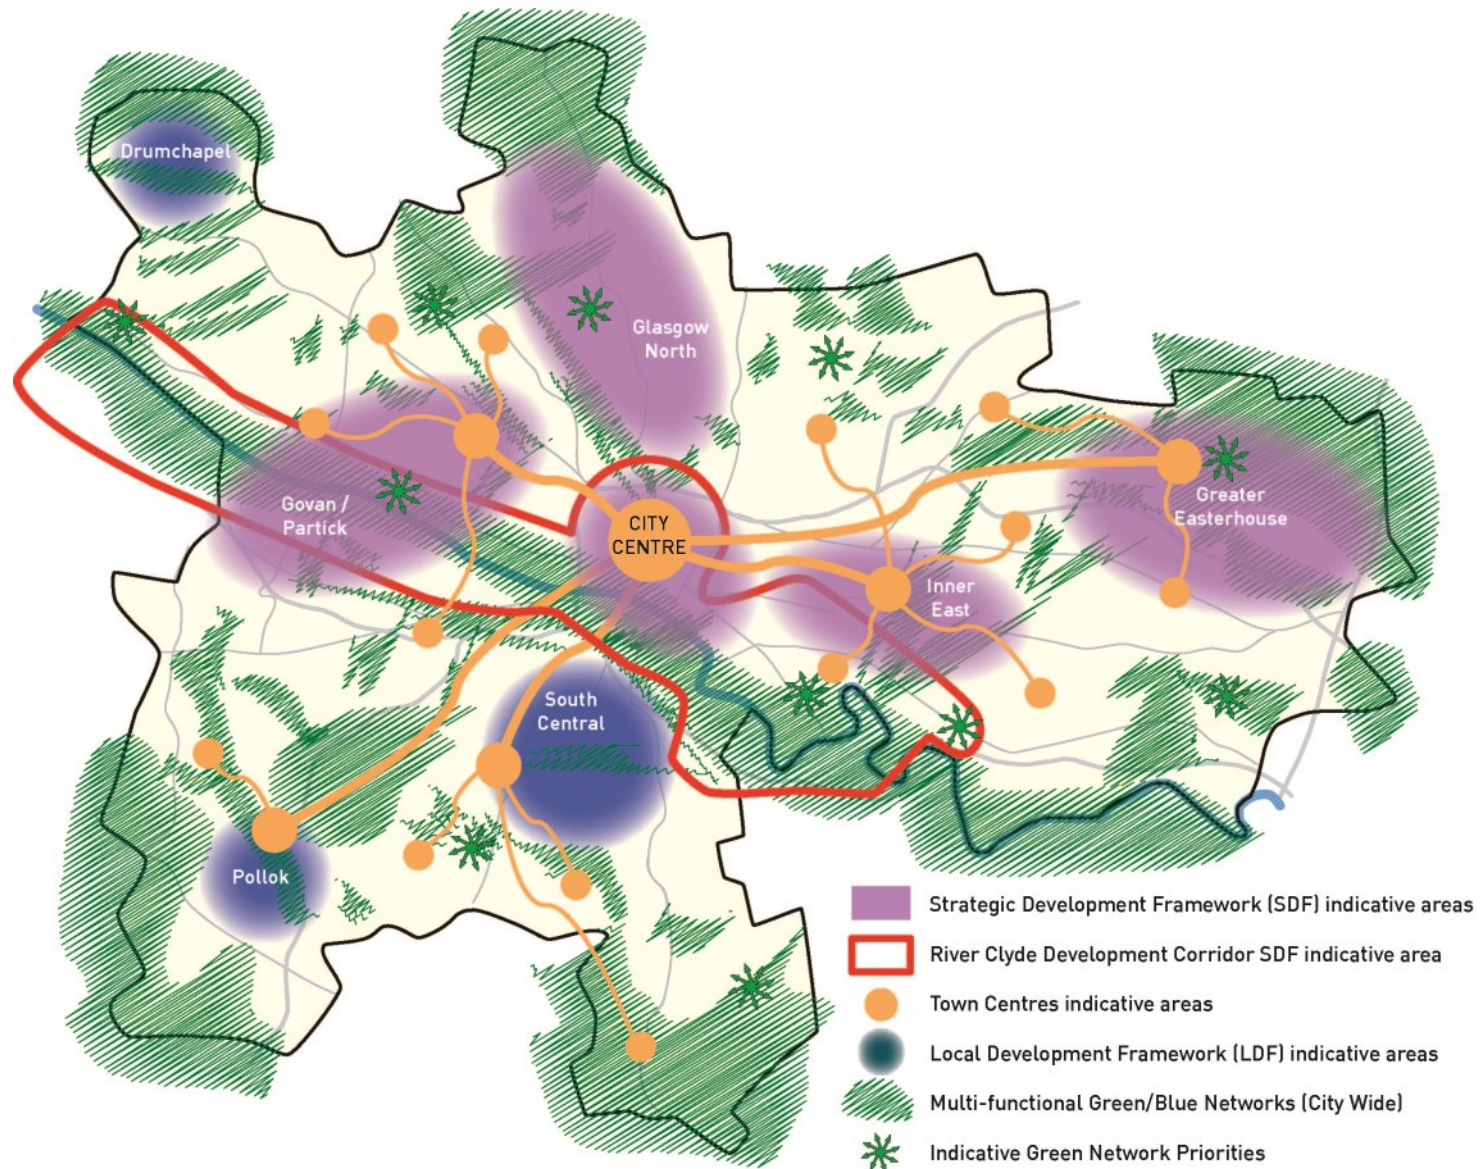 Drumchapel
Glasgow
North
Govan /
Partick
CITY
CENTRE
Greater
Easterhouse
Inner
East
South
Central
Pollok
Strategic Development Framework (SDF) indicative areas
River Clyde Development Corridor SDF indicative area
Town Centres indicative areas
Local Development Framework (LDF) indicative areas
Multi-functional Green/Blue Networks (City Wide)
Indicative Green Network Priorities